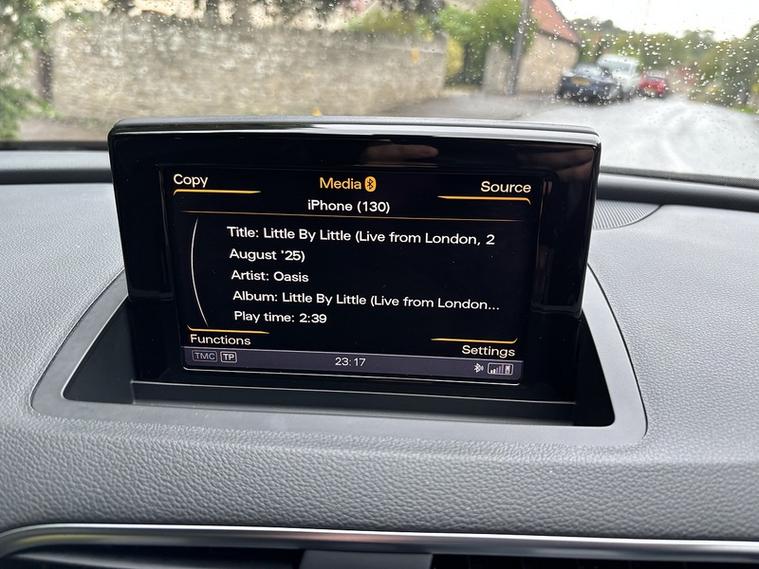 Copy Media Source
iPhone (130)
Title: Little By Little (Live from London, 2
August '25)
Artist: Oasis
Album: Little By Little (Live from London...
Play time: 2:39
Functions Settings
TMC TP 23:17